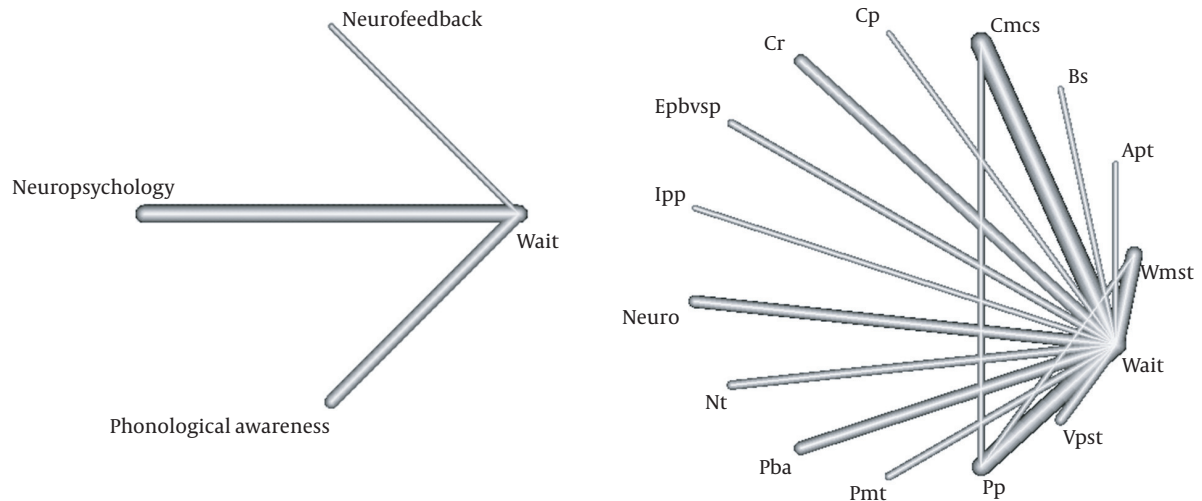 Neurofeedback
Neuropsychology
Wait
Phonological awareness
Cp
Cmcs
Cr
Bs
Epbvsp
Apt
Ipp
Wmst
Neuro
Wait
Nt
Vpst
Pba
Pmt
Pp